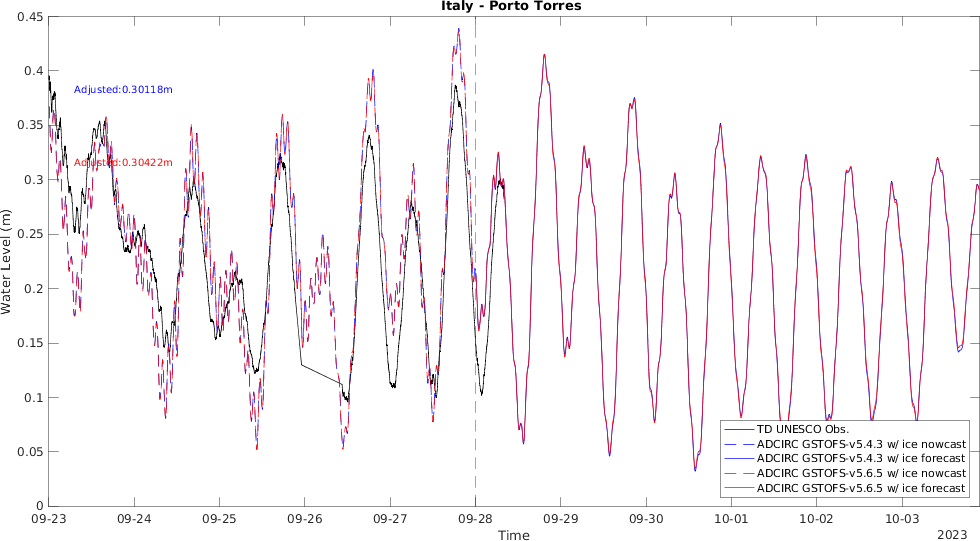 Italy - Porto Torres
0.45
0.4
0.35
0.3
0.25
0.2
0.15
0.1
0.05
0
Water Level (m)
Adjusted:0.30118m
Adjusted:0.30422m
TD UNESCO Obs.
ADCIRC GSTOFS-v5.4.3 w/ ice nowcast
ADCIRC GSTOFS-v5.4.3 w/ ice forecast
ADCIRC GSTOFS-v5.6.5 w/ ice nowcast
ADCIRC GSTOFS-v5.6.5 w/ ice forecast
09-23 09-24 09-25 09-26 09-27 09-28 09-29 09-30 10-01 10-02 10-03
Time
2023